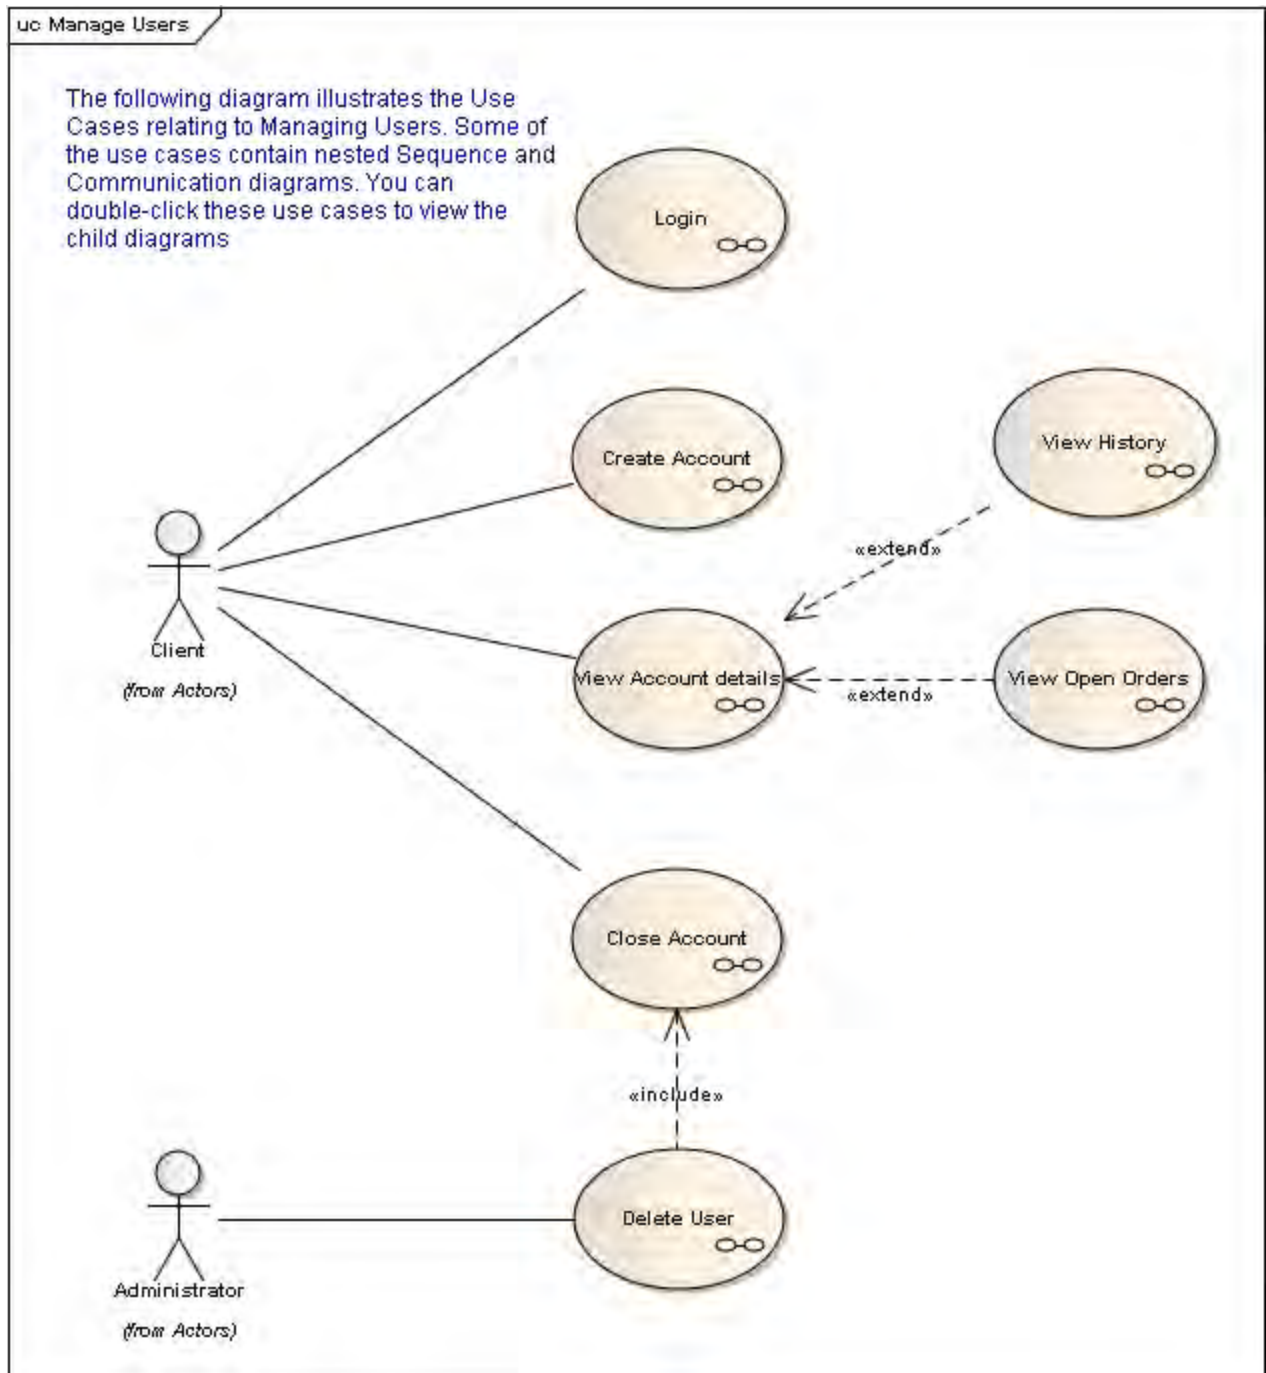 uc Manage Users
The following diagram illustrates the Use
Cases relating to Managing Users. Some of
the use cases contain nested Sequence and
Communication diagrams. You can
double-click these use cases to view the
child diagrams
Login
Create Account
View History
«extend»
Client
(from Actors)
View Account details
«extend»
View Open Orders
Close Account
«include»
Administrator
(from Actors)
Delete User